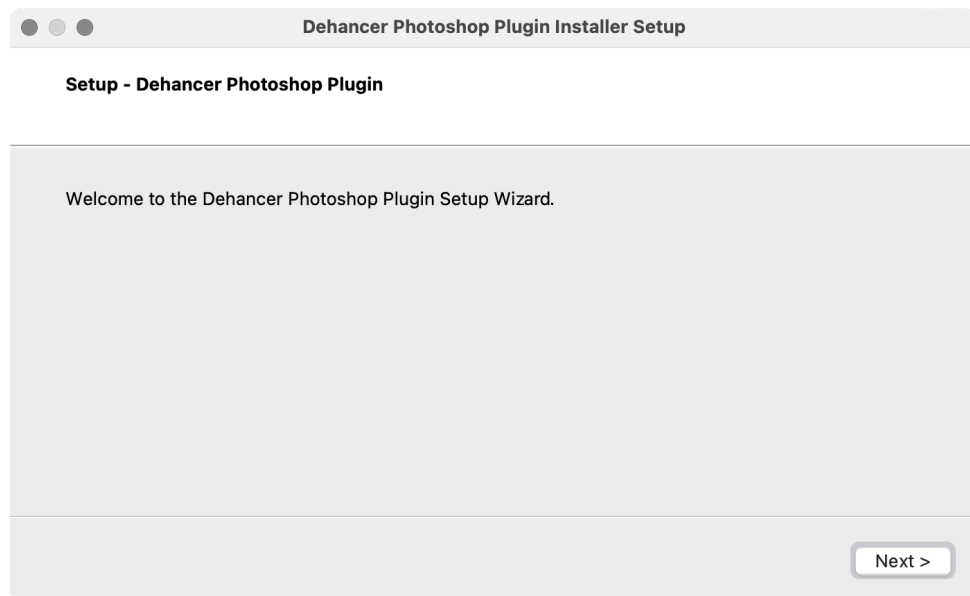 Dehancer Photoshop Plugin Installer Setup
Setup - Dehancer Photoshop Plugin
Welcome to the Dehancer Photoshop Plugin Setup Wizard.
Next >